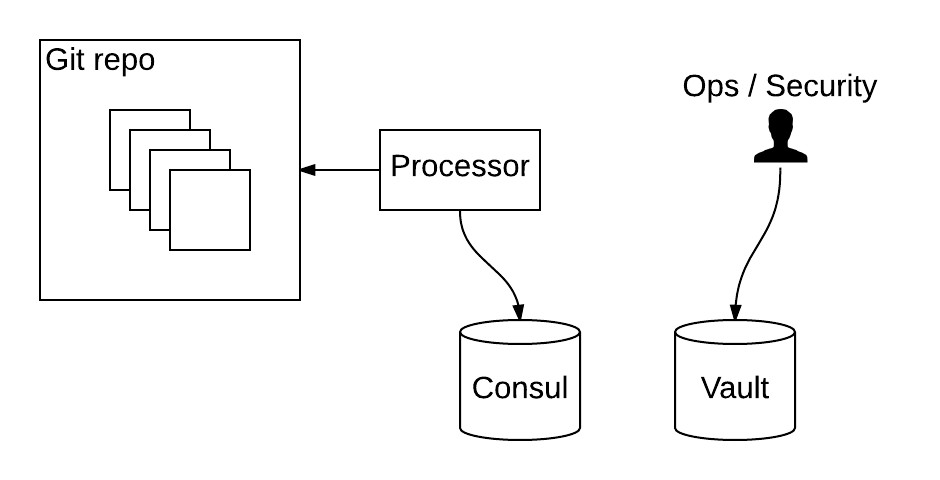 Git repo
Ops / Security
Processor
Consul
Vault